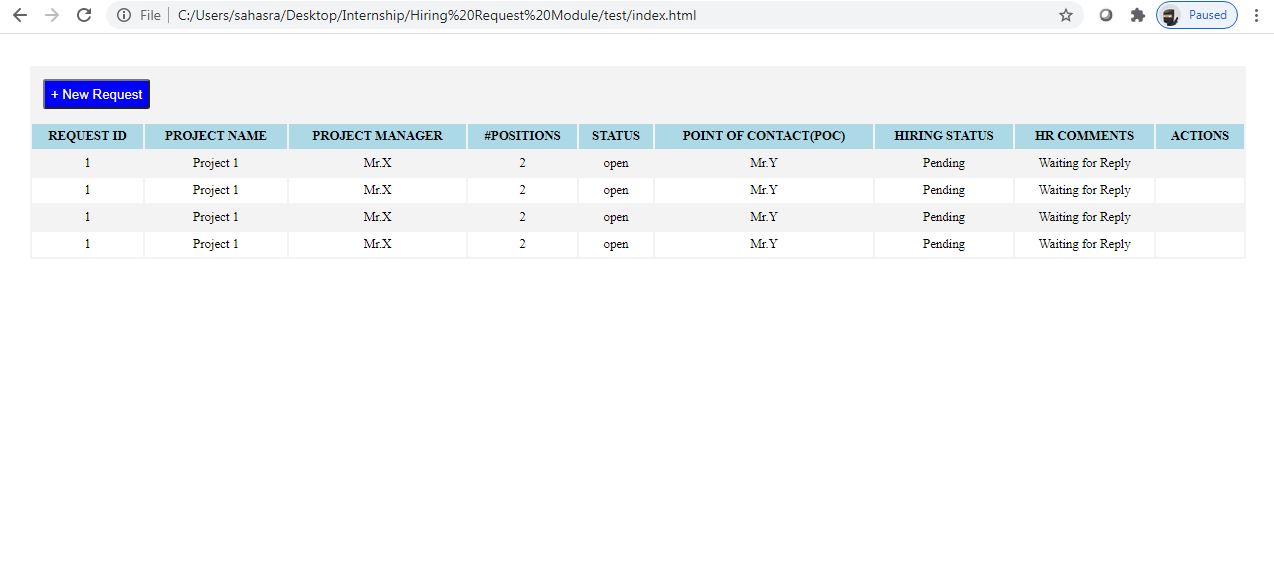 File C:/Users/sahasra/Desktop/Internship/Hiring%20Request%20Module/test/index.html Paused
+ New Request
REQUEST ID PROJECT NAME PROJECT MANAGER #POSITIONS STATUS POINT OF CONTACT(POC) HIRING STATUS HR COMMENTS ACTIONS
1 Project 1 Mr.X 2 open Mr.Y Pending Waiting for Reply
1 Project 1 Mr.X 2 open Mr.Y Pending Waiting for Reply
1 Project 1 Mr.X 2 open Mr.Y Pending Waiting for Reply
1 Project 1 Mr.X 2 open Mr.Y Pending Waiting for Reply